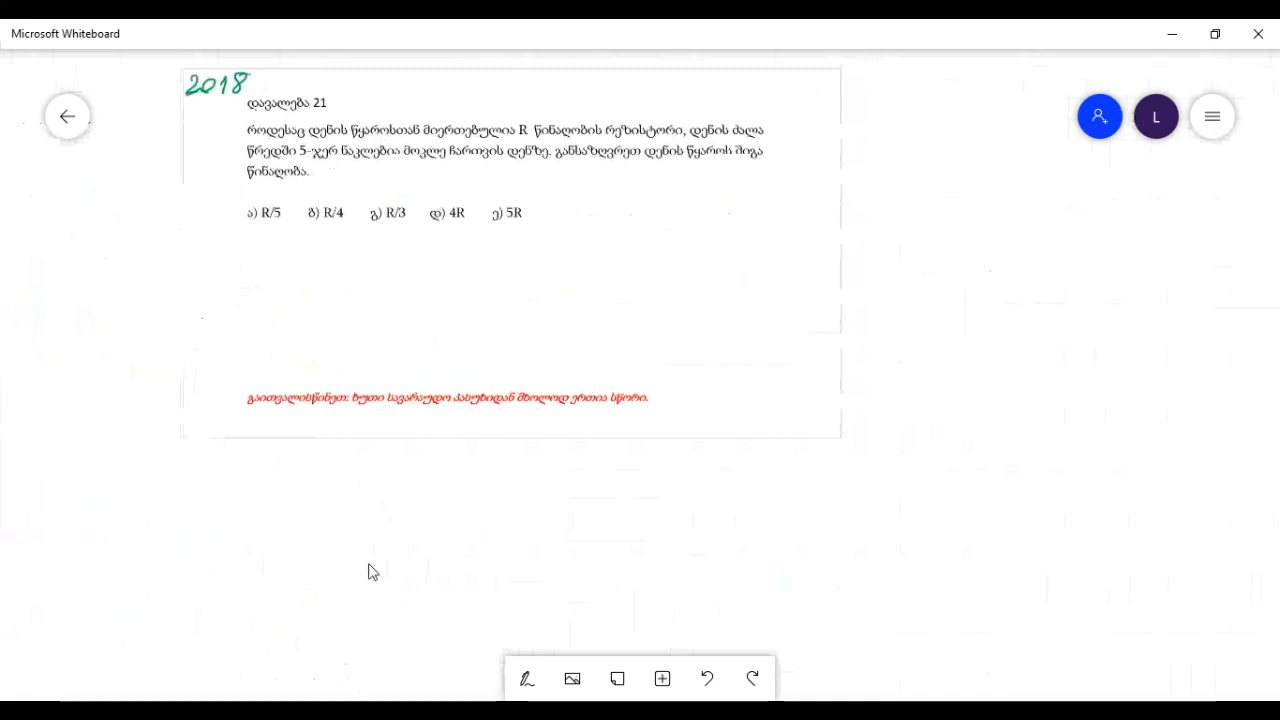 Microsoft Whiteboard
2018
დავალება 21
როდესაც დენის წყაროსთან მიერთებულია R წინაღობის რეზისტორი, დენის ძალა
წრედში 5-ჯერ ნაკლებია მოკლე ჩართვის დენზე. განსაზღვრეთ დენის წყაროს შიგა
წინაღობა.
ა) R/5 ბ) R/4 გ) R/3 დ) 4R ე) 5R
L
გაითვალისწინეთ: ხუთი სავარაუდო პასუხიდან მხოლოდ ერთია სწორი.